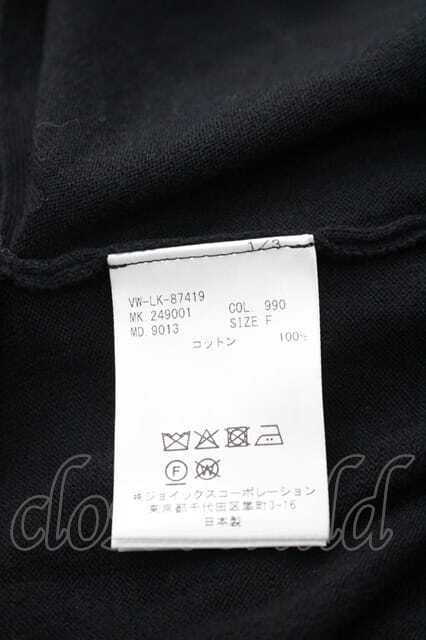 1/3
VW-LK-87419
MK.249001 COL. 990
MD.9013 SIZE F
コットン 100%
㈱ジョイックスコーポレーション
東京都千代田区麹町3-16
日本製
closet child